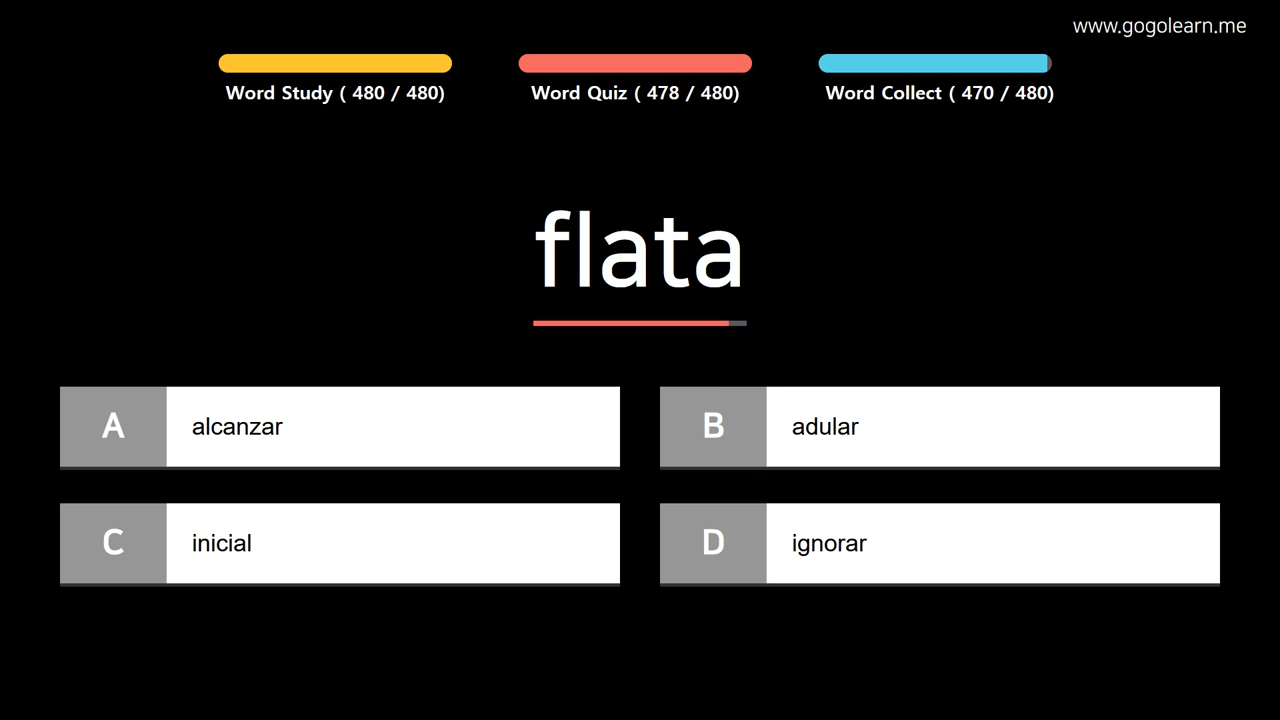 www.gogolearn.me
Word Study ( 480 / 480)
Word Quiz ( 478 / 480)
Word Collect ( 470 / 480)
flata
A alcanzar
B adular
C inicial
D ignorar